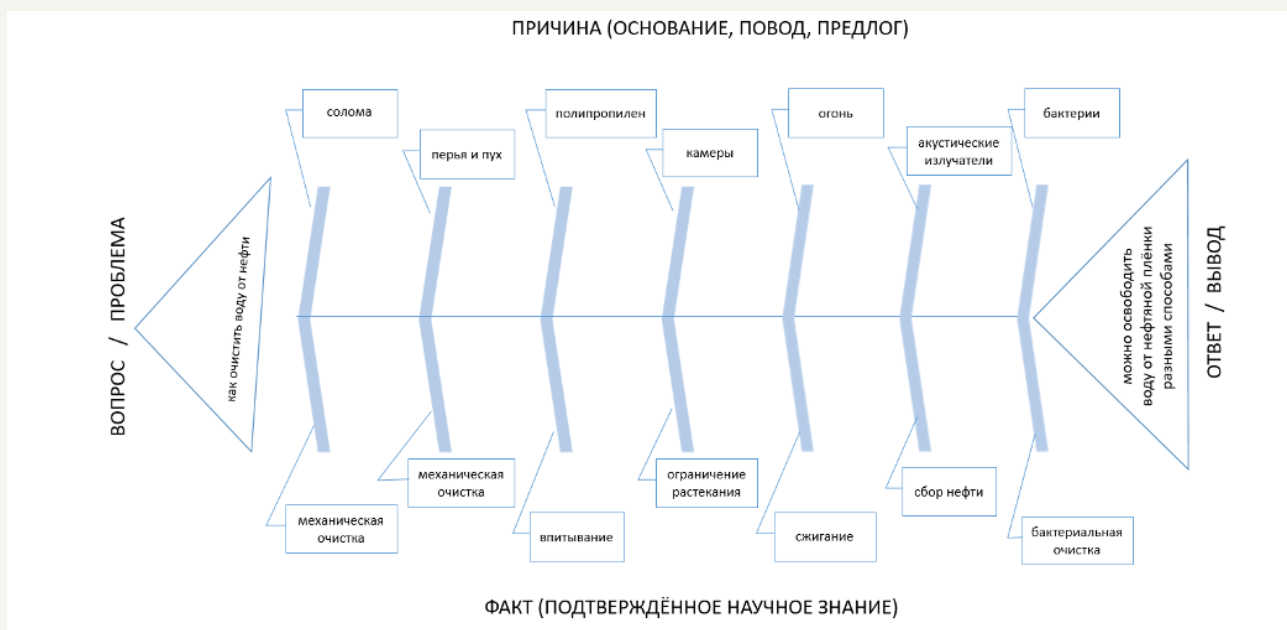 ПРИЧИНА (ОСНОВАНИЕ, ПОВОД, ПРЕДЛОГ)
солома
перья и пух
полипропилен
камеры
огонь
акустические
излучатели
бактерии
ВОПРОС / ПРОБЛЕМА
как очистить воду от нефти
можно освободить
воду от нефтяной плёнки
разными способами
ОТВЕТ / ВЫВОД
механическая
очистка
механическая
очистка
впитывание
ограничение
растекания
сжигание
сбор нефти
бактериальная
очистка
ФАКТ (ПОДТВЕРЖДЁННОЕ НАУЧНОЕ ЗНАНИЕ)